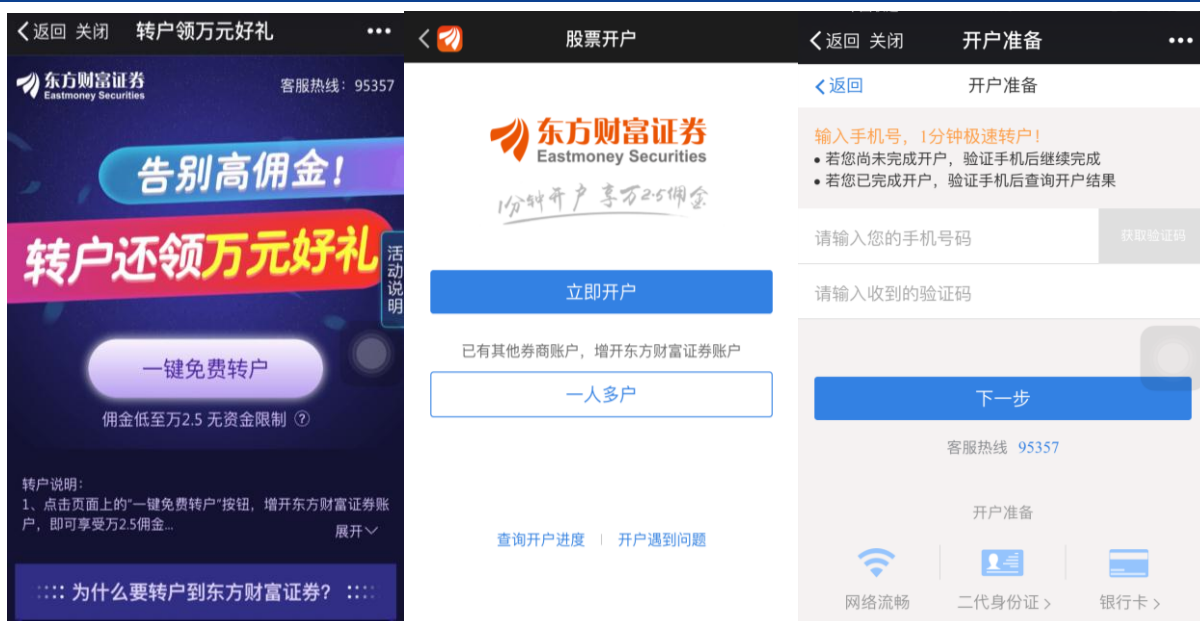 返回 关闭 转户领万元好礼
东方财富证券
Eastmoney Securities
客服热线：95357
告别高佣金！
转户还领万元好礼
活动说明
一键免费转户
佣金低至万2.5 无资金限制 ?
转户说明：
1、点击页面上的“一键免费转户”按钮，增开东方财富证券账
户，即可享受万2.5佣金...
展开
为什么要转户到东方财富证券？
股票开户
东方财富证券
Eastmoney Securities
1分钟开户 享万2.5佣金
立即开户
已有其他券商账户，增开东方财富证券账户
一人多户
查询开户进度 | 开户遇到问题
返回 关闭 开户准备
返回 开户准备
输入手机号，1分钟极速转户！
• 若您尚未完成开户，验证手机后继续完成
• 若您已完成开户，验证手机后查询开户结果
请输入您的手机号码
获取验证码
请输入收到的验证码
下一步
客服热线 95357
开户准备
网络流畅 二代身份证 > 银行卡 >